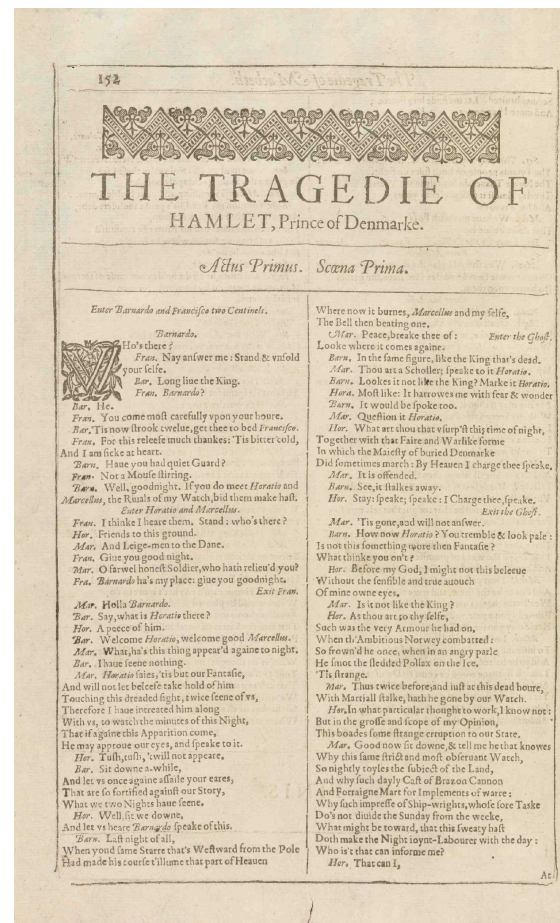 152
THE TRAGEDIE OF
HAMLET, Prince of Denmarke.
Actus Primus. Scœna Prima.
Enter Barnardo and Francisco two Centinels.
Barnardo.
WHo's there?
Fran. Nay answer me: Stand & vnfold
your selfe.
Bar. Long liue the King.
Fran. Barnardo?
Bar. He.
Fran. You come most carefully vpon your houre.
Bar. 'Tis now strook twelue, get thee to bed Francisco.
Fran. For this releefe much thankes: 'Tis bitter cold,
And I am sicke at heart.
Barn. Haue you had quiet Guard?
Fran. Not a Mouse stirring.
Barn. Well, goodnight. If you do meet Horatio and
Marcellus, the Riuals of my Watch, bid them make hast.
Enter Horatio and Marcellus.
Fran. I thinke I heare them. Stand: who's there?
Hor. Friends to this ground.
Mar. And Leige-men to the Dane.
Fran. Giue you good night.
Mar. O farwel honest Soldier, who hath relieu'd you?
Fra. Barnardo ha's my place: giue you goodnight.
Exit Fran.
Mar. Holla Barnardo.
Bar. Say, what is Horatio there?
Hor. A peece of him.
Bar. Welcome Horatio, welcome good Marcellus.
Mar. What, ha's this thing appear'd againe to night.
Bar. I haue seene nothing.
Mar. Horatio saies, 'tis but our Fantasie,
And will not let beleefe take hold of him
Touching this dreaded sight, twice seene of vs,
Therefore I haue intreated him along
With vs, to watch the minutes of this Night,
That if againe this Apparition come,
He may approue our eyes, and speake to it.
Hor. Tush, tush, 'twill not appeare.
Bar. Sit downe a-while,
And let vs once againe assaile your eares,
That are so fortified against our Story,
What we two Nights haue seene.
Hor. Well, sit we downe,
And let vs heare Barnardo speake of this.
Barn. Last night of all,
When yond same Starre that's Westward from the Pole
Had made his course t'illume that part of Heauen
Where now it burnes, Marcellus and my selfe,
The Bell then beating one.
Mar. Peace, breake thee of: Enter the Ghost.
Looke where it comes againe.
Barn. In the same figure, like the King that's dead.
Mar. Thou art a Scholler; speake to it Horatio.
Barn. Lookes it not like the King? Marke it Horatio.
Hora. Most like: It harrowes me with fear & wonder
Barn. It would be spoke too.
Mar. Question it Horatio.
Hor. What art thou that vsurp'st this time of night,
Together with that Faire and Warlike forme
In which the Maiesty of buried Denmarke
Did sometimes march: By Heauen I charge thee speake.
Mar. It is offended.
Barn. See, it stalkes away.
Hor. Stay: speake; speake: I Charge thee, speake.
Exit the Ghost.
Mar. 'Tis gone, and will not answer.
Barn. How now Horatio? You tremble & look pale:
Is not this something more then Fantasie?
What thinke you on't?
Hor. Before my God, I might not this beleeue
Without the sensible and true auouch
Of mine owne eyes.
Mar. Is it not like the King?
Hor. As thou art to thy selfe,
Such was the very Armour he had on,
When th'Ambitious Norwey combatted:
So frown'd he once, when in an angry parle
He smot the sledded Pollax on the Ice.
'Tis strange.
Mar. Thus twice before, and iust at this dead houre,
With Martiall stalke, hath he gone by our Watch.
Hor. In what particular thought to work, I know not:
But in the grosse and scope of my Opinion,
This boades some strange erruption to our State.
Mar. Good now sit downe, & tell me he that knowes
Why this same strict and most obseruant Watch,
So nightly toyles the subiect of the Land,
And why such dayly Cast of Brazon Cannon
And Forraigne Mart for Implements of warre:
Why such impresse of Ship-wrights, whose sore Taske
Do's not diuide the Sunday from the weeke,
What might be toward, that this sweaty hast
Doth make the Night ioynt-Labourer with the day:
Who is't that can informe me?
Hor. That can I,
At